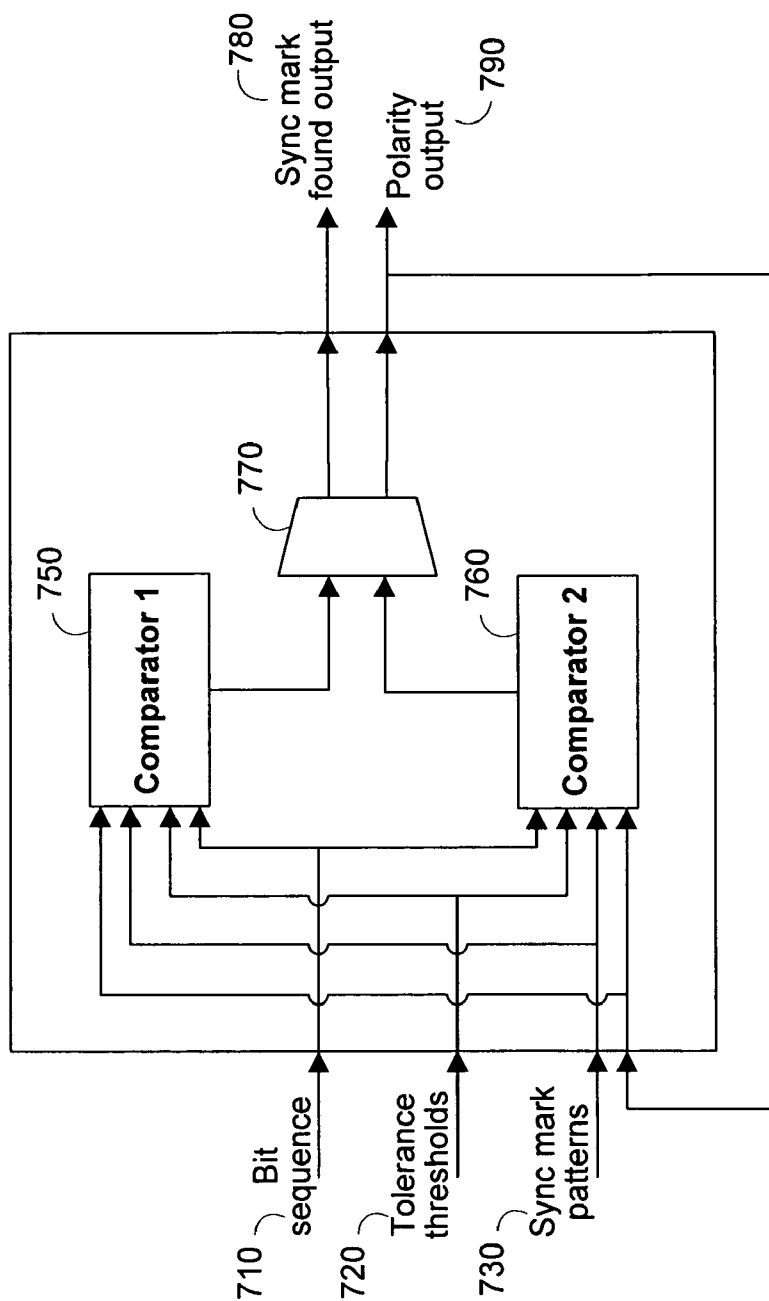 710
Bit
sequence
720
Tolerance
thresholds
730
Sync mark
patterns
750
Comparator 1
760
Comparator 2
770
780
Sync mark
found output
Polarity
output
790